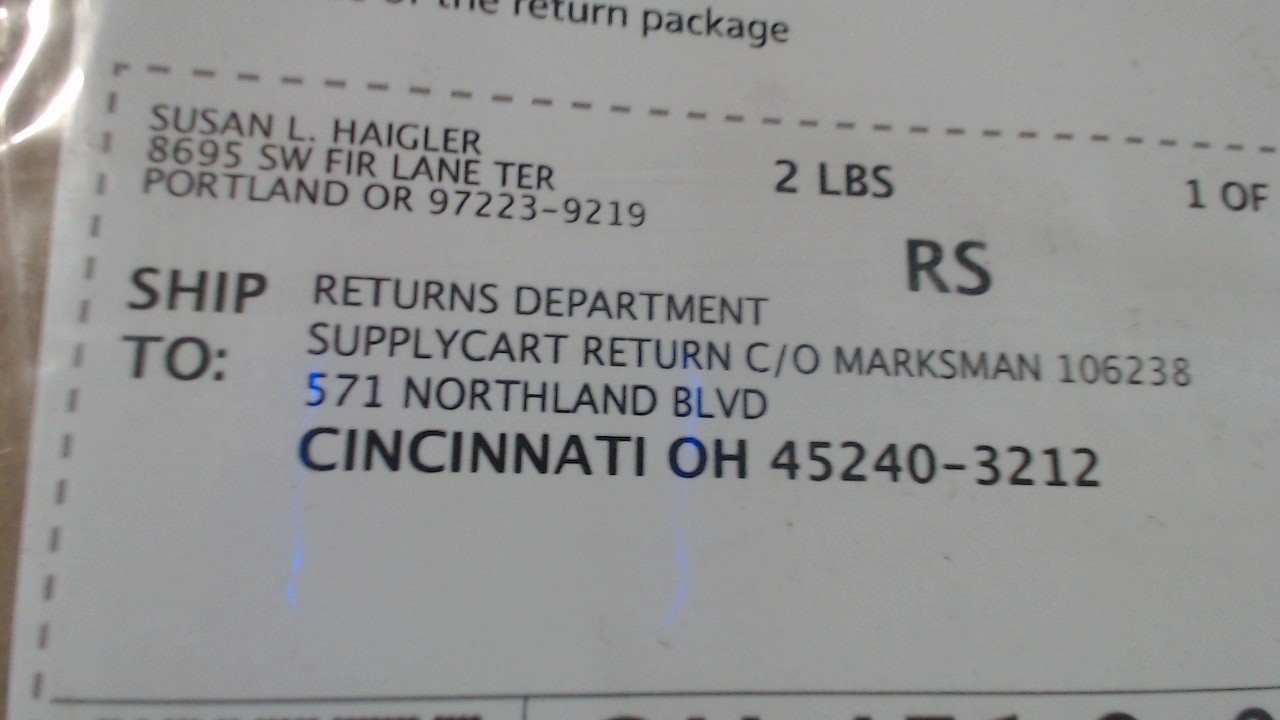 of the return package
SUSAN L. HAIGLER
8695 SW FIR LANE TER
PORTLAND OR 97223-9219
2 LBS
1 OF
RS
SHIP TO:
RETURNS DEPARTMENT
SUPPLYCART RETURN C/O MARKSMAN 106238
571 NORTHLAND BLVD
CINCINNATI OH 45240-3212